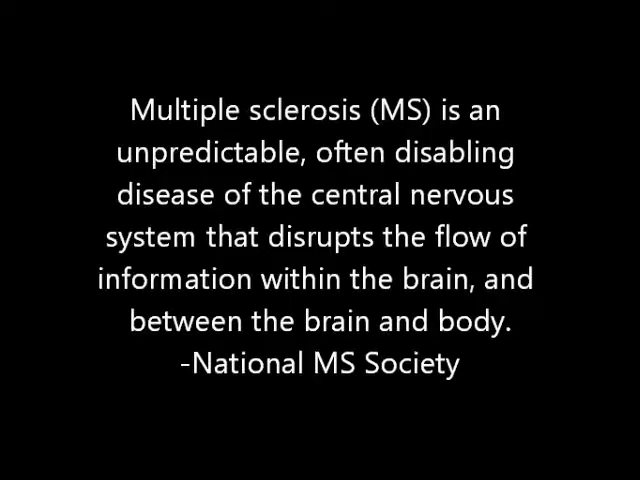 Multiple sclerosis (MS) is an
unpredictable, often disabling
disease of the central nervous
system that disrupts the flow of
information within the brain, and
between the brain and body.
-National MS Society